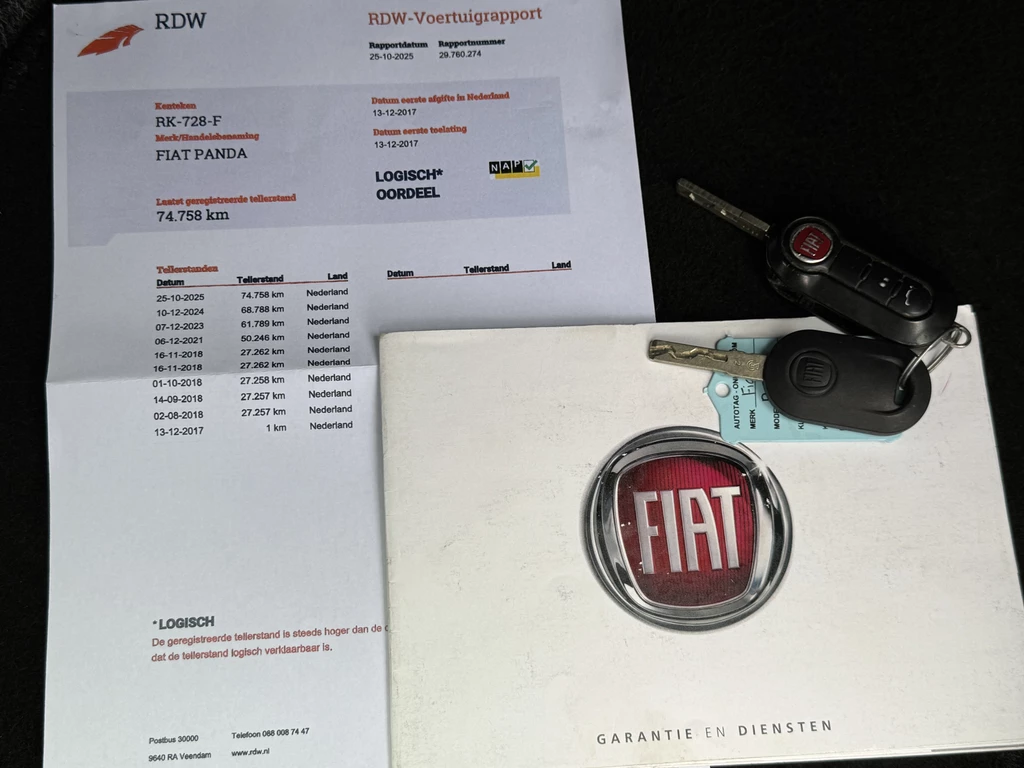 RDW
RDW-Voertuigrapport
Rapportdatum Rapportnummer
25-10-2025 29.760.274
Kenteken
RK-728-F
Merk/Handelsbenaming
FIAT PANDA
Datum eerste afgifte in Nederland
13-12-2017
Datum eerste toelating
13-12-2017
LOGISCH*
OORDEEL
NAP
Laatst geregistreerde tellerstand
74.758 km
Tellerstanden
Datum Tellerstand Land
25-10-2025 74.758 km Nederland
10-12-2024 68.788 km Nederland
07-12-2023 61.789 km Nederland
06-12-2021 50.246 km Nederland
16-11-2018 27.262 km Nederland
16-11-2018 27.262 km Nederland
01-10-2018 27.258 km Nederland
14-09-2018 27.257 km Nederland
02-08-2018 27.257 km Nederland
13-12-2017 1 km Nederland
Datum Tellerstand Land
*LOGISCH
De geregistreerde tellerstand is steeds hoger dan de
dat de tellerstand logisch verklaarbaar is.
Postbus 30000 Telefoon 088 008 74 47
9640 RA Veendam www.rdw.nl
FIAT
FIAT
AUTOTAG
MERK
MODE
FIAT
GARANTIE EN DIENSTEN